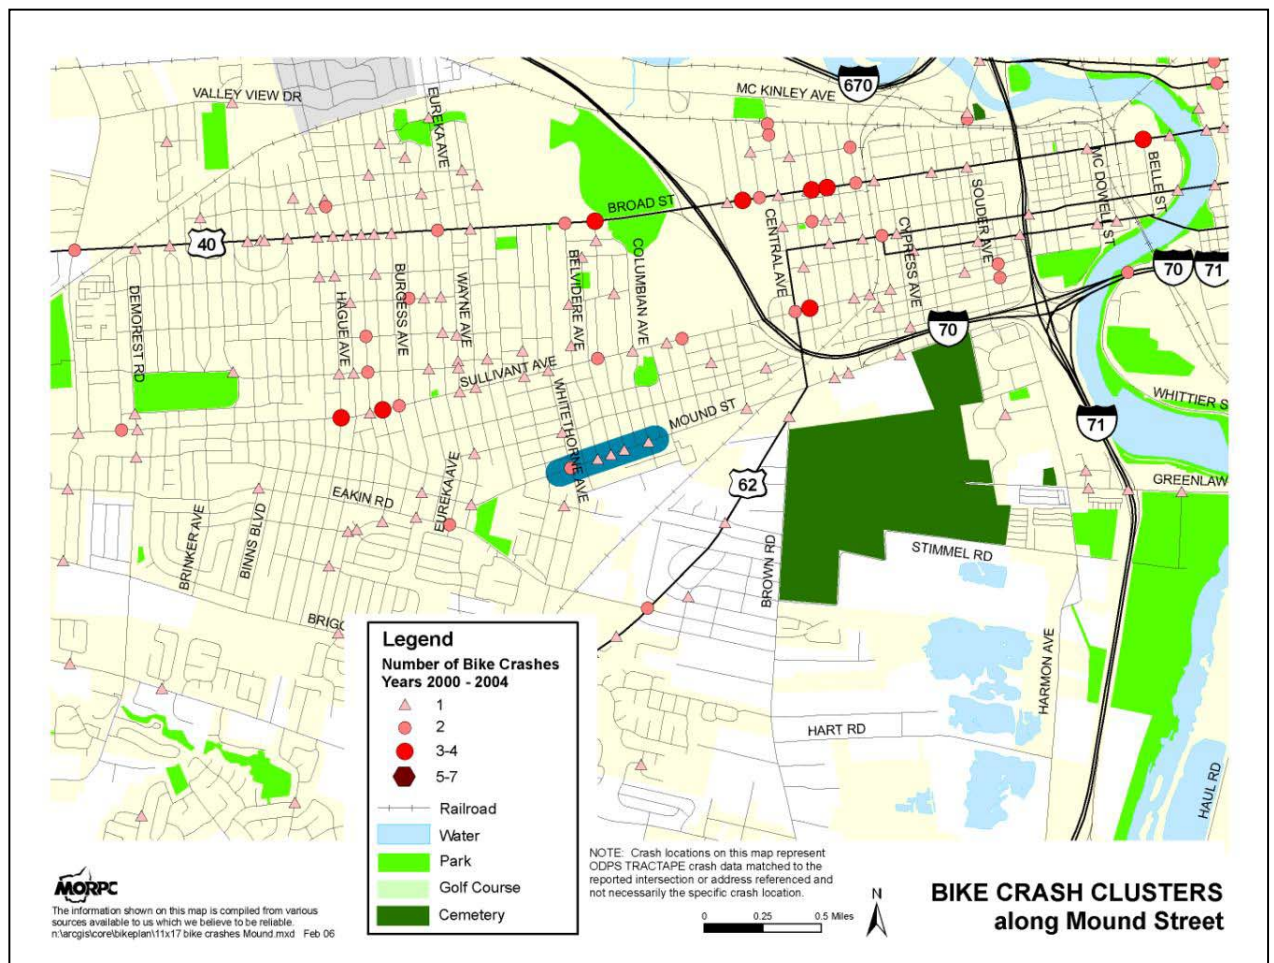 VALLEY VIEW DR
EUREKA AVE
MC KINLEY AVE
670
BROAD ST
40
MC DOWELL ST
BELLE ST
SOUDER AVE
CENTRAL AVE
CYPRESS AVE
70
71
DEMOREST RD
HAGUE AVE
BURGESS AVE
WAYNE AVE
BELVIDERE AVE
COLUMBIAN AVE
70
SULLIVANT AVE
WHITETHORNE AVE
MOUND ST
WHITTIER S
71
62
GREENLAW
EAKIN RD
EUREKA AVE
BRINKER AVE
BINNS BLVD
BROWN RD
STIMMEL RD
BRIGG
HARMON AVE
HART RD
HAUL RD
Legend
Number of Bike Crashes
Years 2000 - 2004
1
2
3-4
5-7
Railroad
Water
Park
Golf Course
Cemetery
MORPC
The information shown on this map is compiled from various
sources available to us which we believe to be reliable.
n:\arcgis\core\bikeplan\11x17 bike crashes Mound.mxd Feb 06
NOTE: Crash locations on this map represent
ODPS TRACTAPE crash data matched to the
reported intersection or address referenced and
not necessarily the specific crash location.
0 0.25 0.5 Miles
N
BIKE CRASH CLUSTERS
along Mound Street